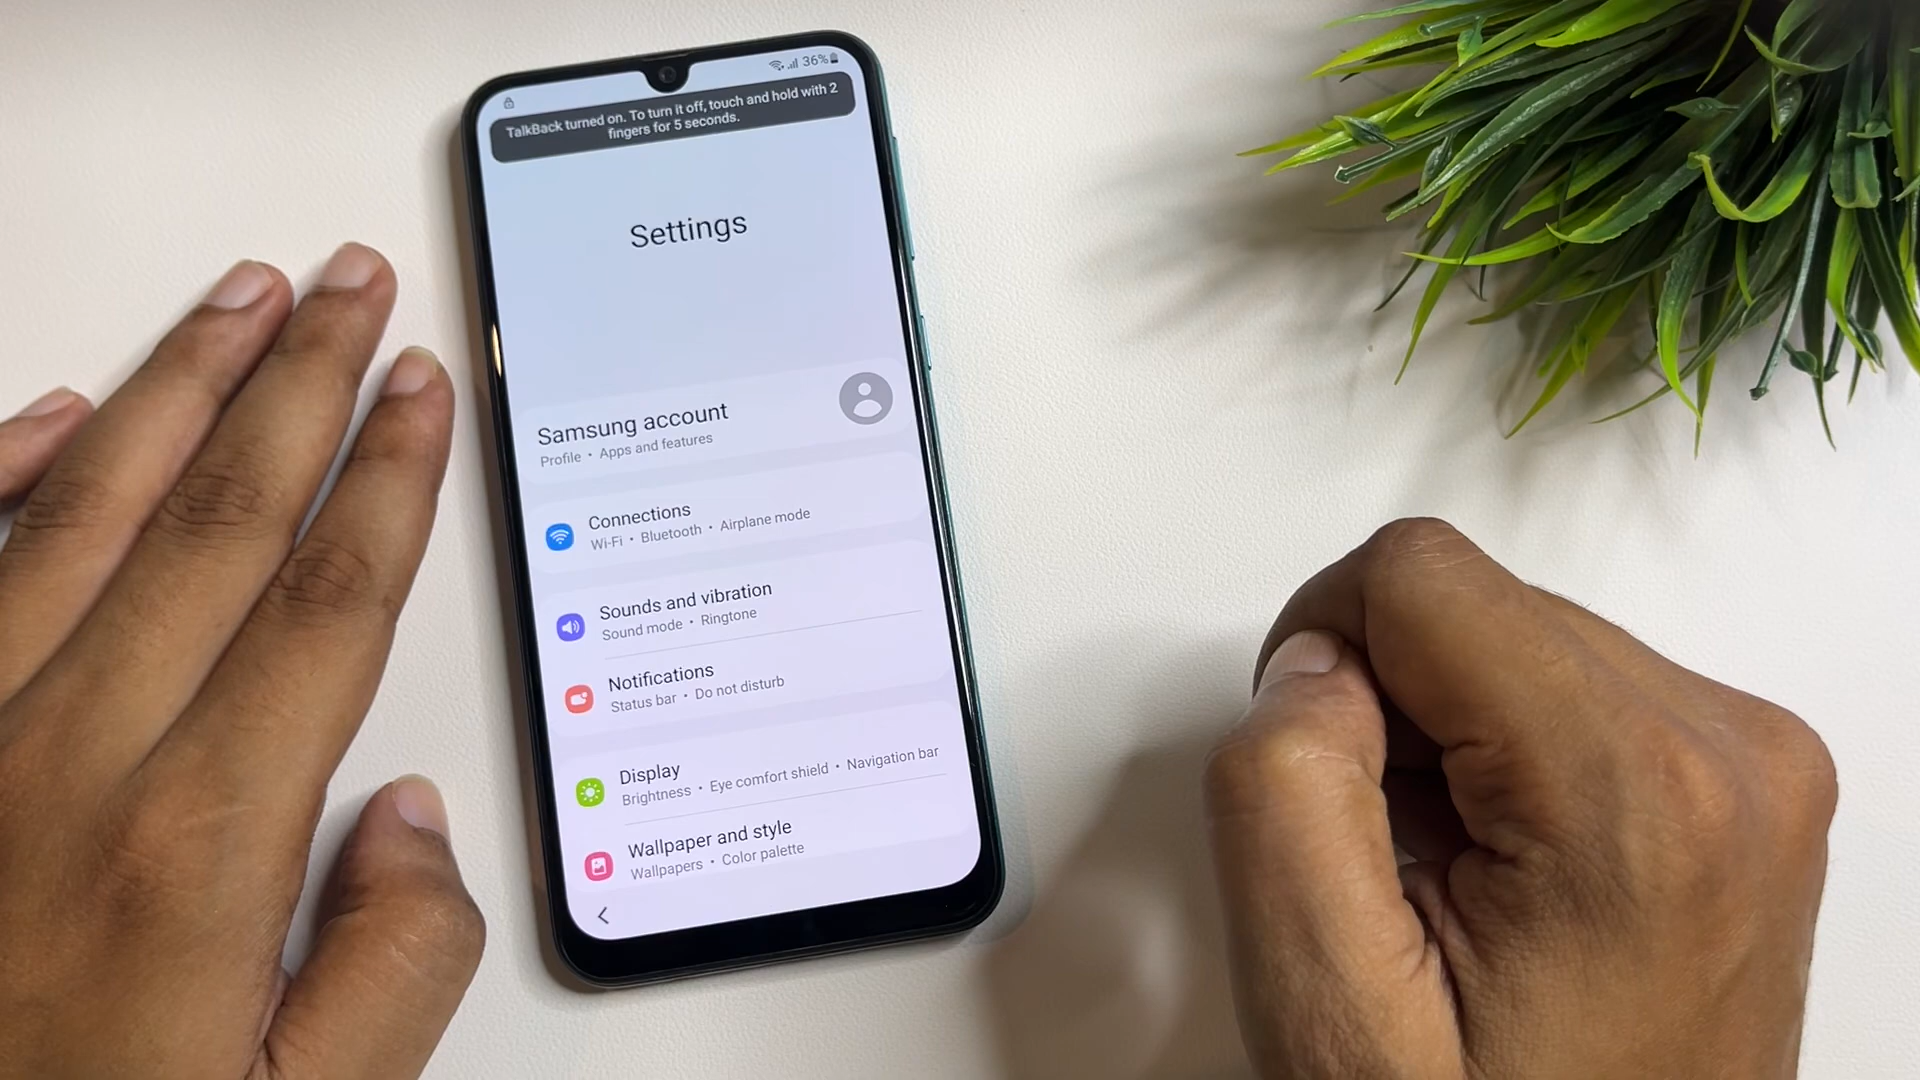 36%
TalkBack turned on. To turn it off, touch and hold with 2
fingers for 5 seconds.
Settings
Samsung account
Profile • Apps and features
Connections
Wi-Fi • Bluetooth • Airplane mode
Sounds and vibration
Sound mode • Ringtone
Notifications
Status bar • Do not disturb
Display
Brightness • Eye comfort shield • Navigation bar
Wallpaper and style
Wallpapers • Color palette